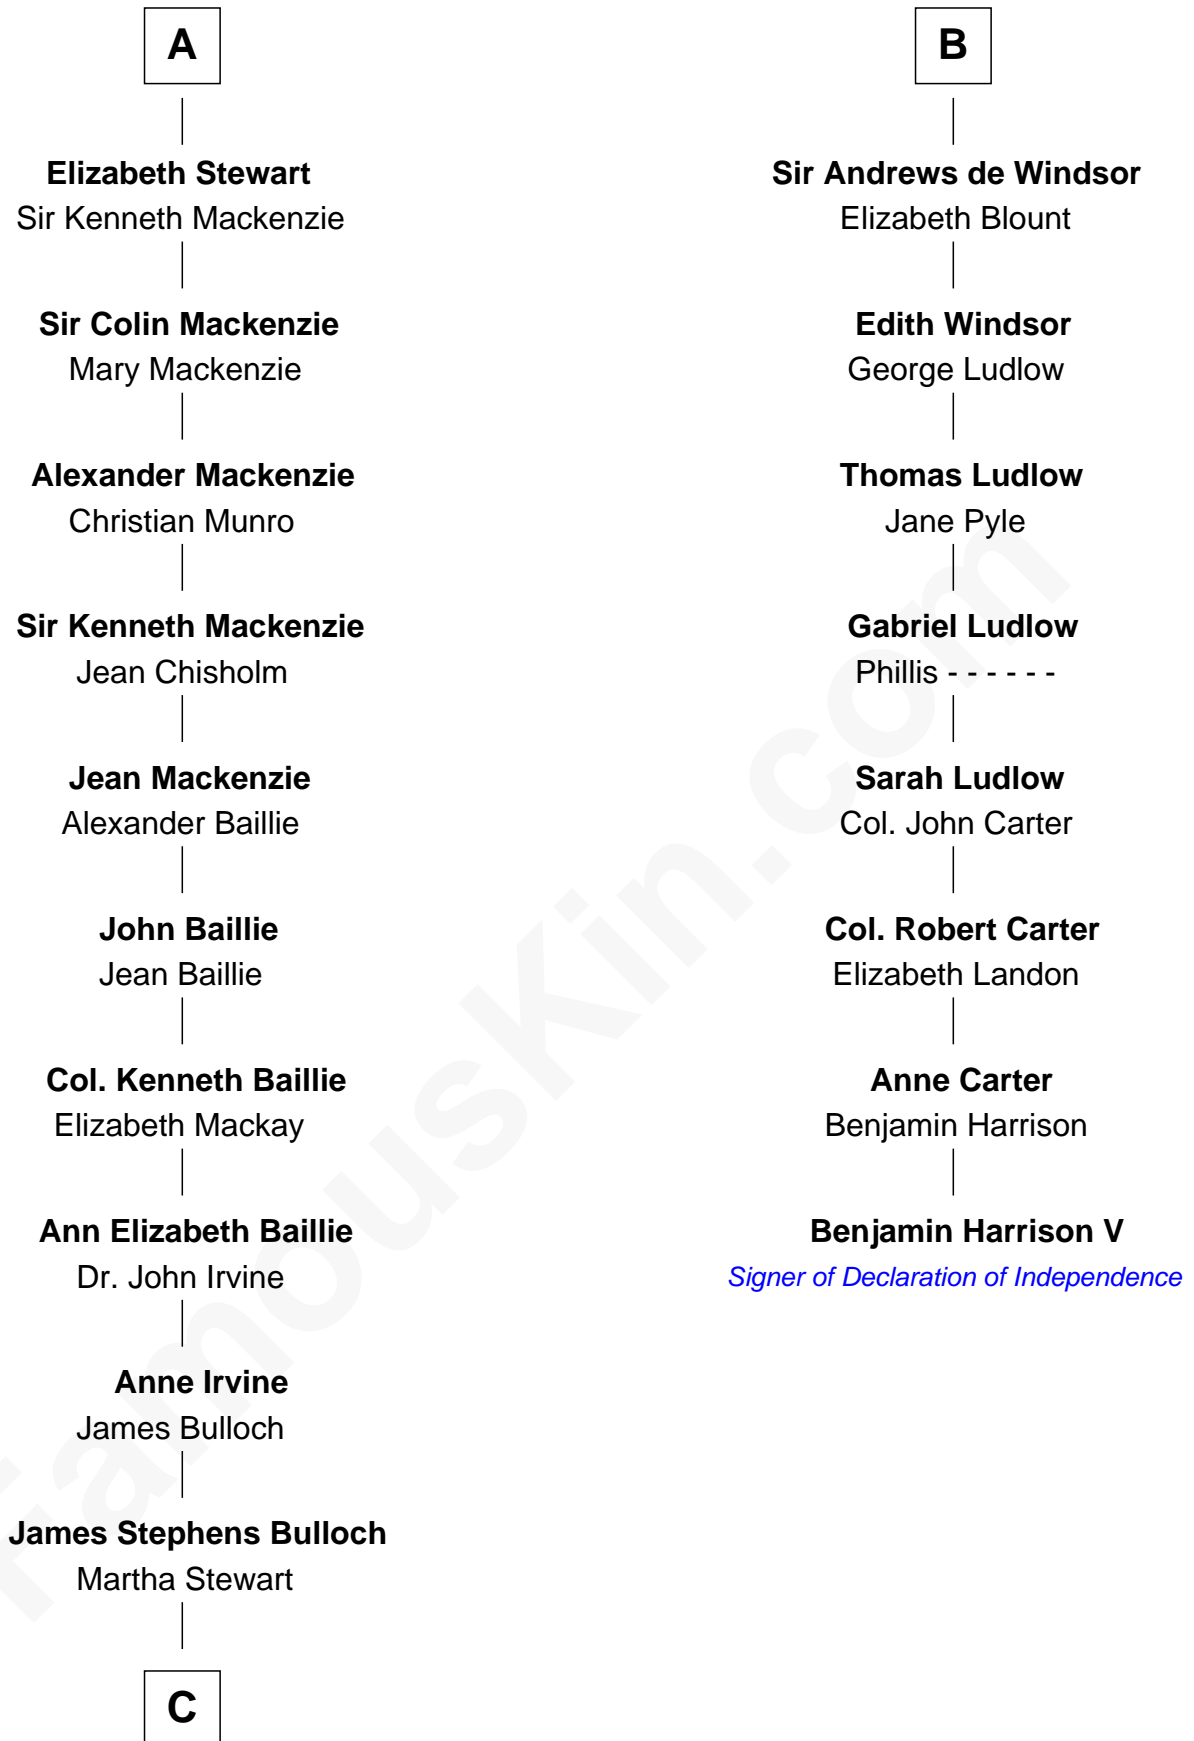 A
Elizabeth Stewart
Sir Kenneth Mackenzie
Sir Colin Mackenzie
Mary Mackenzie
Alexander Mackenzie
Christian Munro
Sir Kenneth Mackenzie
Jean Chisholm
Jean Mackenzie
Alexander Baillie
John Baillie
Jean Baillie
Col. Kenneth Baillie
Elizabeth Mackay
Ann Elizabeth Baillie
Dr. John Irvine
Anne Irvine
James Bulloch
James Stephens Bulloch
Martha Stewart
C
B
Sir Andrews de Windsor
Elizabeth Blount
Edith Windsor
George Ludlow
Thomas Ludlow
Jane Pyle
Gabriel Ludlow
Phillis - - - - - -
Sarah Ludlow
Col. John Carter
Col. Robert Carter
Elizabeth Landon
Anne Carter
Benjamin Harrison
Benjamin Harrison V
Signer of Declaration of Independence
FamousKin.com